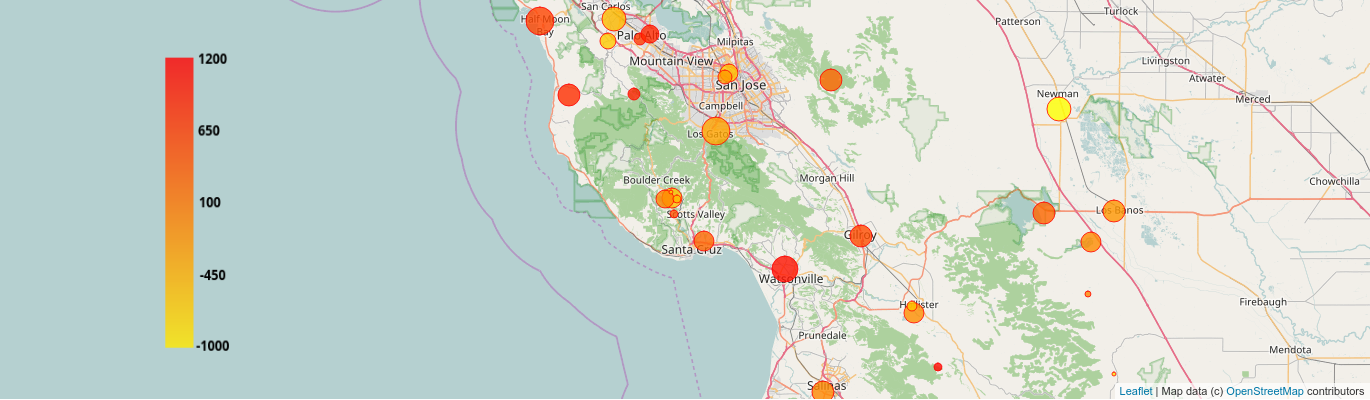 San Carlos
Turlock
Half Moon
Bay
Patterson
Palo Alto
Milpitas
1200
Mountain View
Livingston
Atwater
San Jose
Newman
Merced
Campbell
650
Los Gatos
Boulder Creek
Morgan Hill
Chowchilla
100
Scotts Valley
Los Banos
Gilroy
Santa Cruz
-450
Watsonville
Hollister
Firebaugh
Prunedale
-1000
Mendota
Salinas
Leaflet | Map data (c) OpenStreetMap contributors